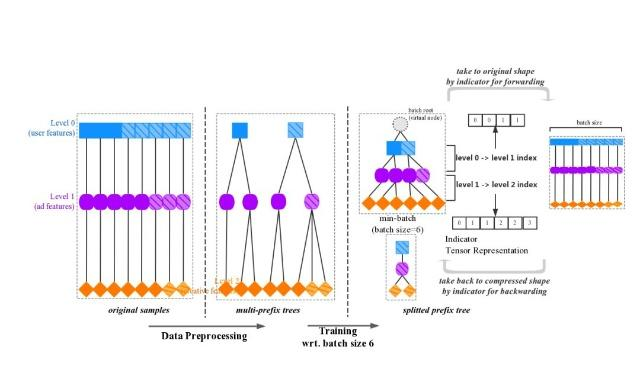 take to original shape
by indicator for forwarding
batch root
(virtual node)
Level 0
(user features)
0 0 1 1
batch size
level 0 -> level 1 index
level 1 -> level 2 index
Level 1
(ad features)
min-batch
(batch size=6)
0 1 1 2 2 3
Indicator
Tensor Representation
Level 2
take back to compressed shape
by indicator for backwarding
original samples
multi-prefix trees
splitted prefix tree
Data Preprocessing
Training
wrt. batch size 6